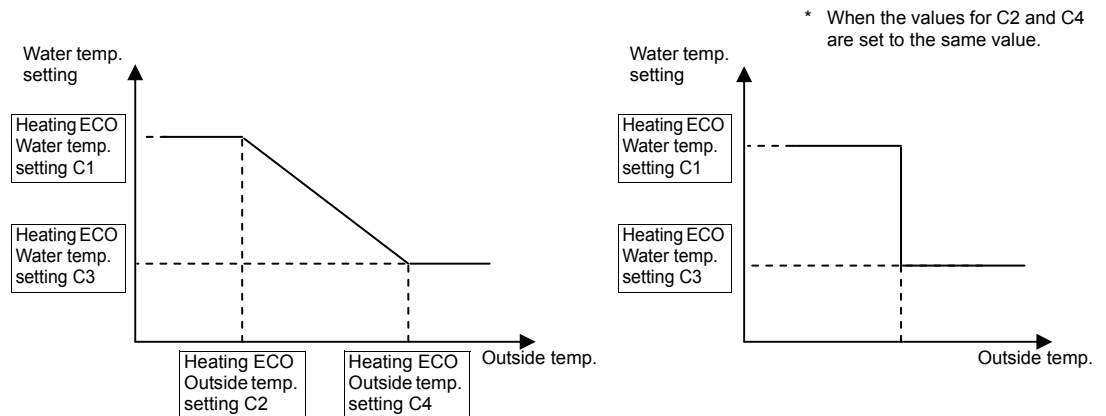 * When the values for C2 and C4
are set to the same value.
Water temp.
setting
Heating ECO
Water temp.
setting C1
Heating ECO
Water temp.
setting C3
Heating ECO
Outside temp.
setting C2
Heating ECO
Outside temp.
setting C4
Outside temp.
Water temp.
setting
Heating ECO
Water temp.
setting C1
Heating ECO
Water temp.
setting C3
Outside temp.